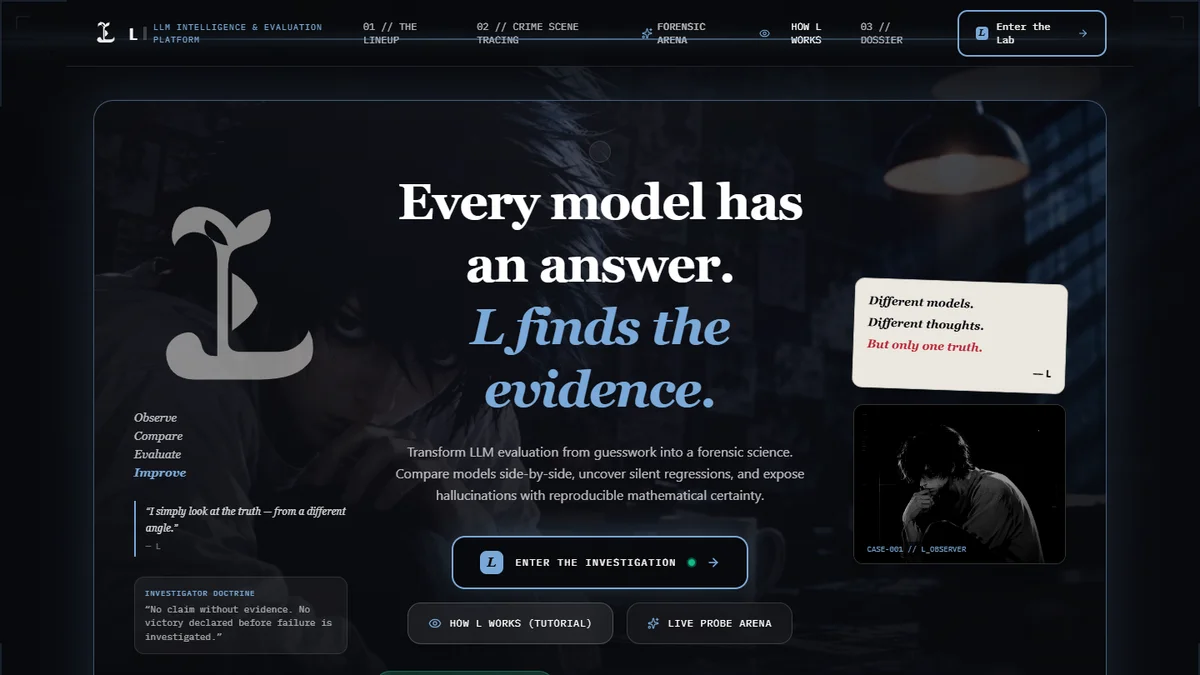 L
LLM INTELLIGENCE & EVALUATION
PLATFORM
01 // THE
LINEUP
02 // CRIME SCENE
TRACING
FORENSIC
ARENA
HOW L
WORKS
03 //
DOSSIER
L
Enter the
Lab
L
Observe
Compare
Evaluate
Improve
“I simply look at the truth — from a different
angle.”
— L
INVESTIGATOR DOCTRINE
“No claim without evidence. No
victory declared before failure is
investigated.”
Every model has
an answer.
L finds the
evidence.
Transform LLM evaluation from guesswork into a forensic science.
Compare models side-by-side, uncover silent regressions, and expose
hallucinations with reproducible mathematical certainty.
L
ENTER THE INVESTIGATION
HOW L WORKS (TUTORIAL)
LIVE PROBE ARENA
Different models.
Different thoughts.
But only one truth.
— L
CASE-001 // L_OBSERVER